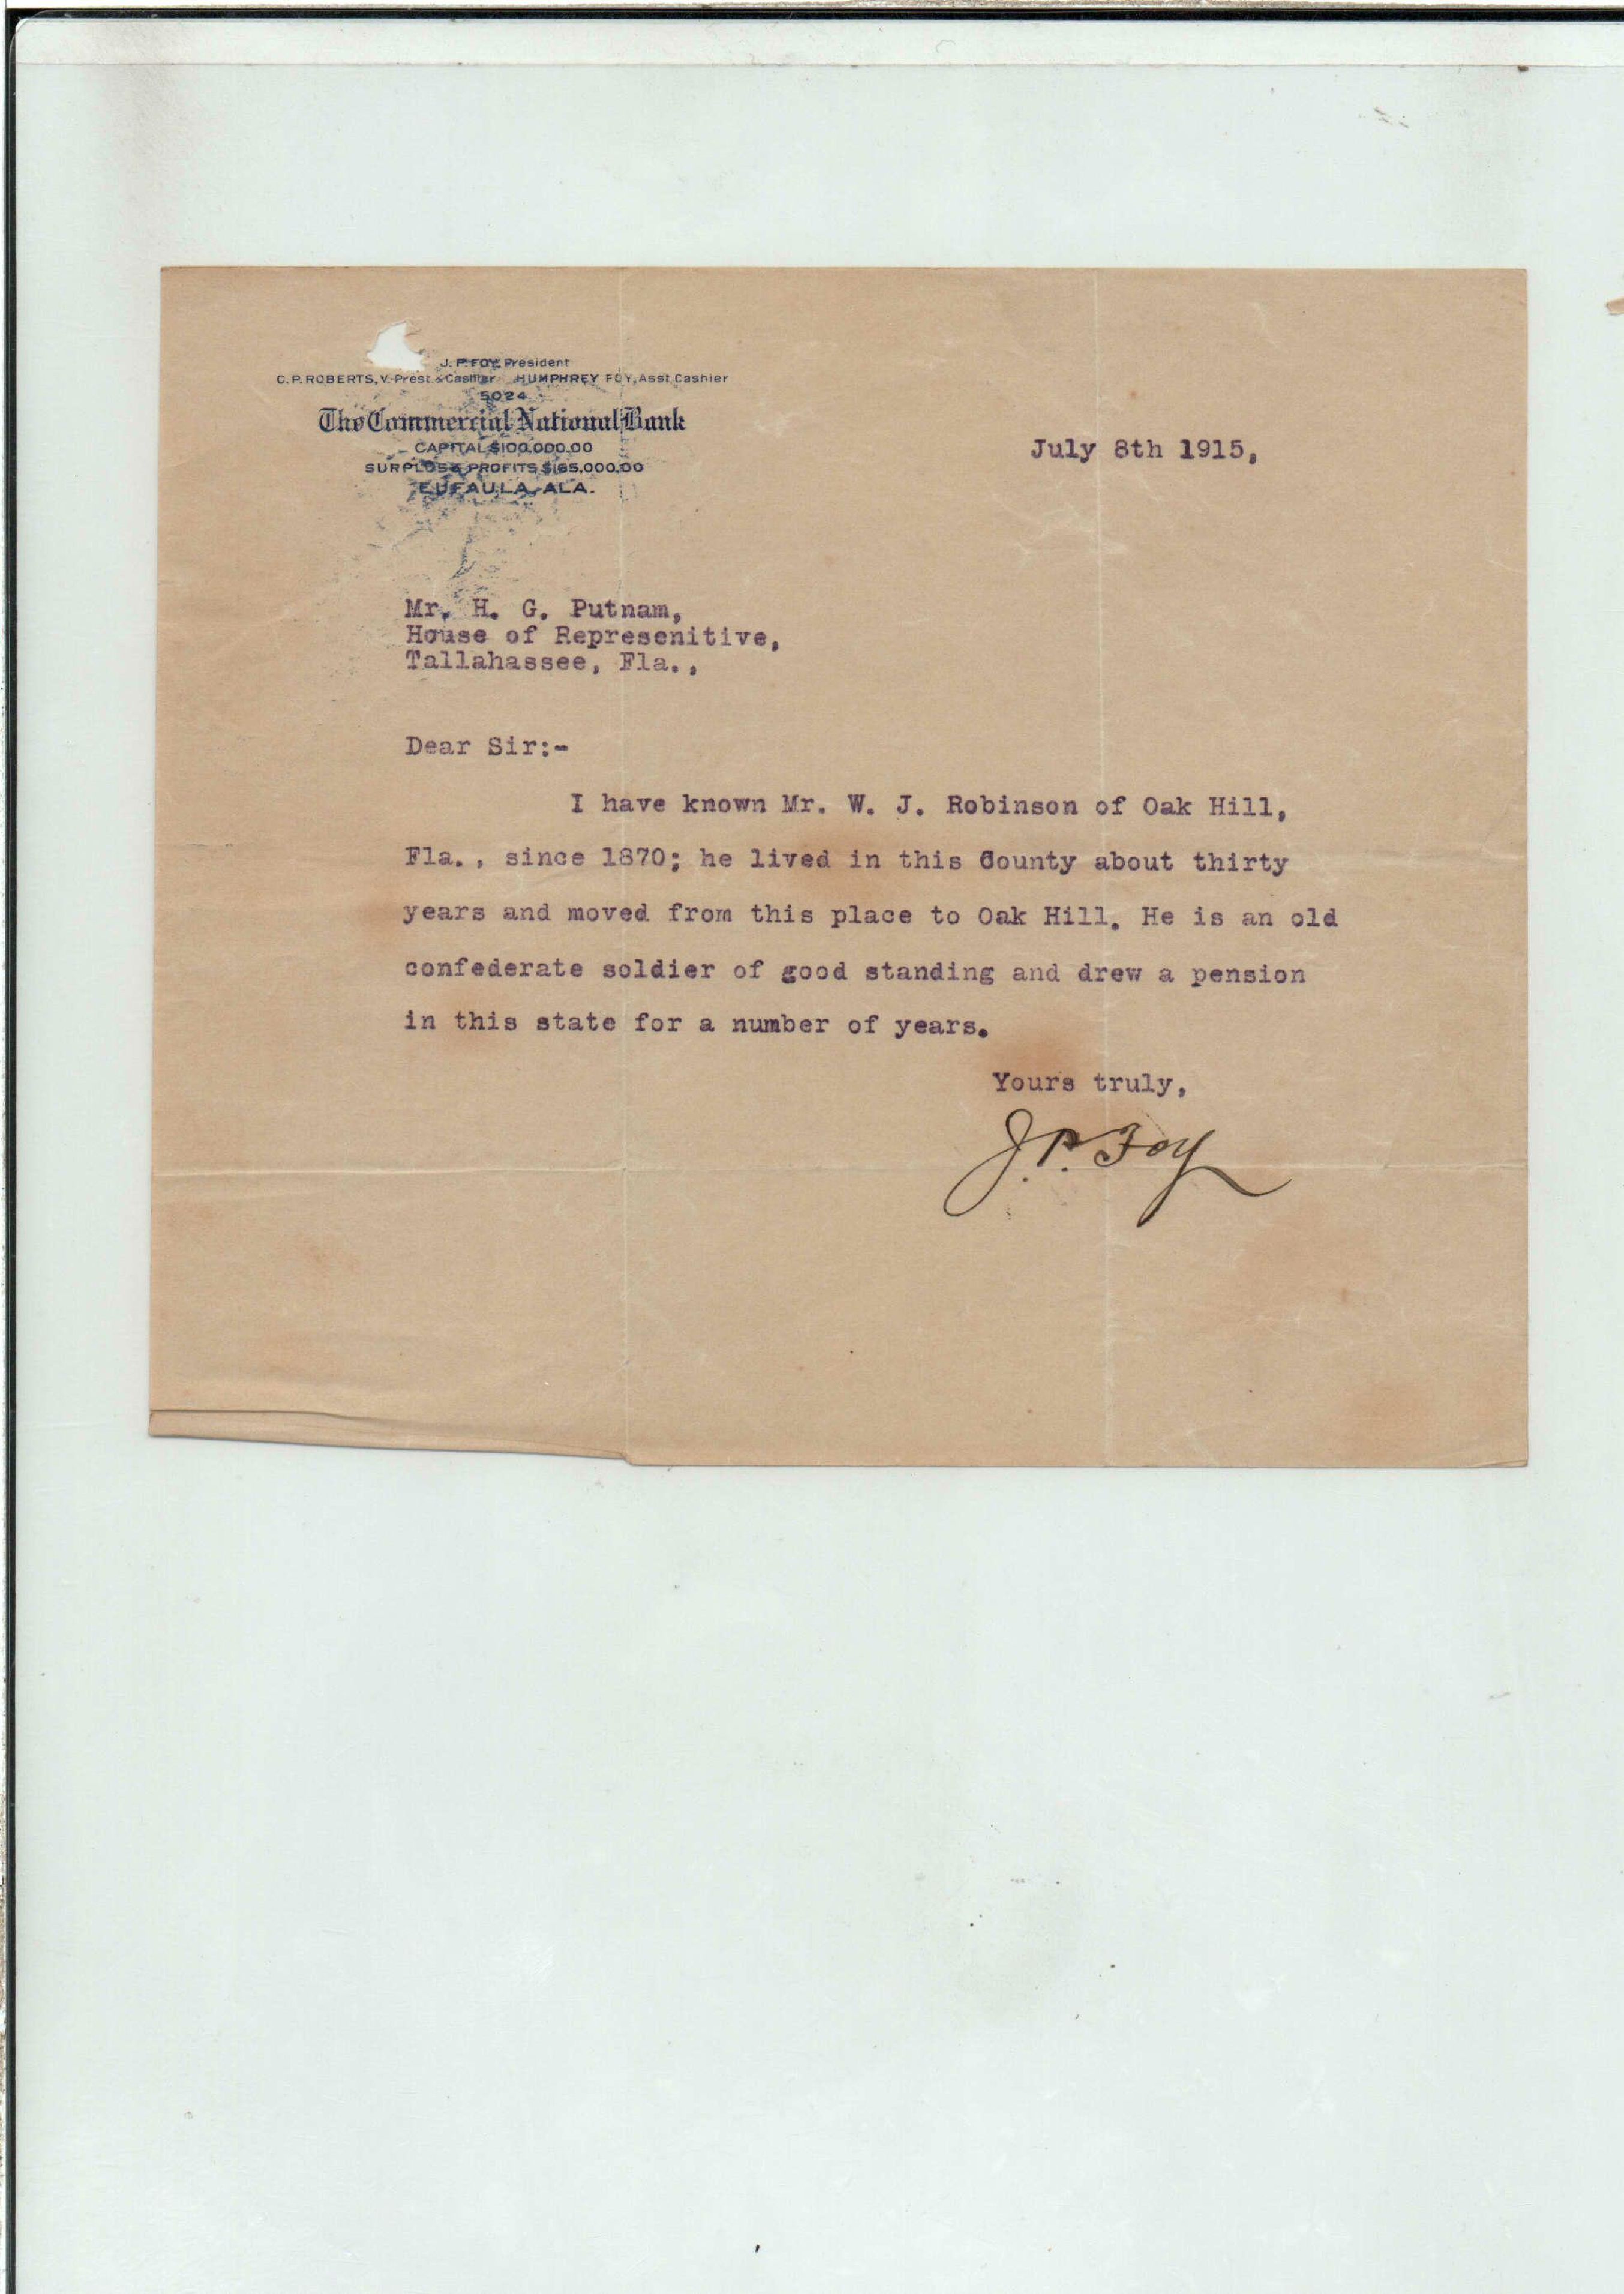 J. P. FOY, President
C. P. ROBERTS, V-Prest. & Cashier HUMPHREY FOY, Asst. Cashier
5024
The Commercial National Bank
CAPITAL $100,000.00
SURPLUS & PROFITS $165,000.00
EUFAULA, ALA.
July 8th 1915,
Mr. H. G. Putnam,
House of Represenitive,
Tallahassee, Fla.,
Dear Sir:-
I have known Mr. W. J. Robinson of Oak Hill,
Fla., since 1870; he lived in this County about thirty
years and moved from this place to Oak Hill. He is an old
confederate soldier of good standing and drew a pension
in this state for a number of years.
Yours truly,
J. P. Foy